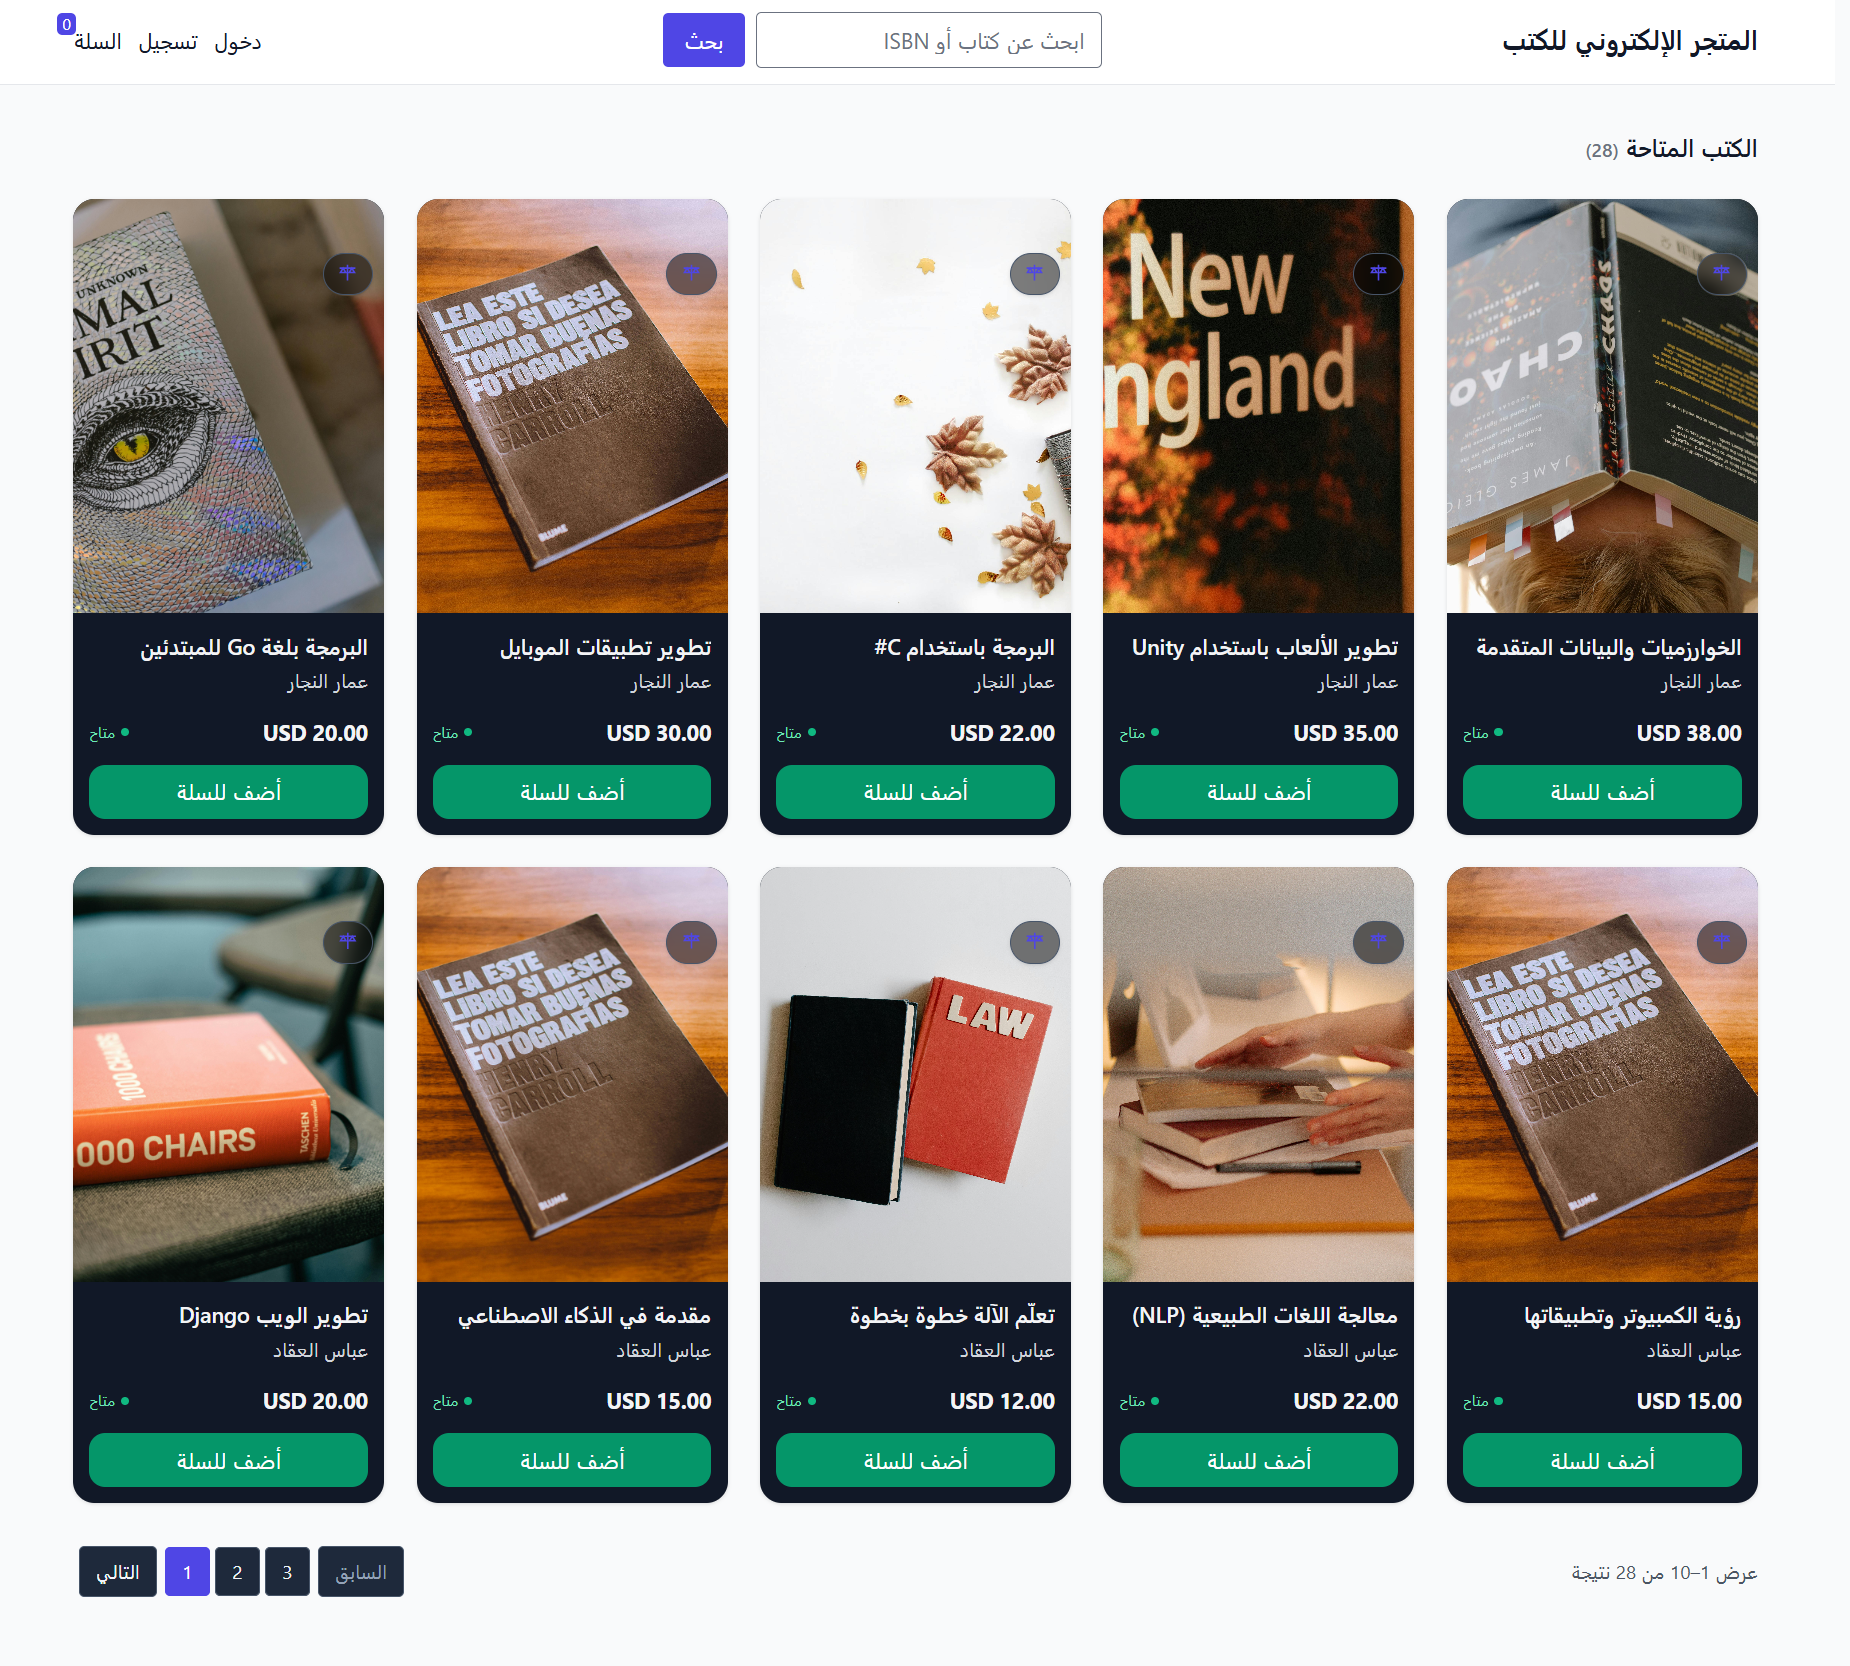 المتجر الإلكتروني للكتب
ابحث عن كتاب أو ISBN
بحث
دخول
تسجيل
السلة
0
الكتب المتاحة (28)
CHAOS
JAMES GLEICK
New
ngland
LEA ESTE
LIBRO SI DESEA
TOMAR BUENAS
FOTOGRAFÍAS
HENRY
CARROLL
BLUME
UNKNOWN
MAL
IRIT
الخوارزميات والبيانات المتقدمة
عمار النجار
USD 38.00
متاح
أضف للسلة
تطوير الألعاب باستخدام Unity
عمار النجار
USD 35.00
متاح
أضف للسلة
البرمجة باستخدام C#
عمار النجار
USD 22.00
متاح
أضف للسلة
تطوير تطبيقات الموبايل
عمار النجار
USD 30.00
متاح
أضف للسلة
البرمجة بلغة Go للمبتدئين
عمار النجار
USD 20.00
متاح
أضف للسلة
LEA ESTE
LIBRO SI DESEA
TOMAR BUENAS
FOTOGRAFÍAS
HENRY
CARROLL
BLUME
LAW
LEA ESTE
LIBRO SI DESEA
TOMAR BUENAS
FOTOGRAFÍAS
HENRY
CARROLL
BLUME
1000 CHAIRS
000 CHAIRS
TASCHEN
رؤية الكمبيوتر وتطبيقاتها
عباس العقاد
USD 15.00
متاح
أضف للسلة
معالجة اللغات الطبيعية (NLP)
عباس العقاد
USD 22.00
متاح
أضف للسلة
تعلّم الآلة خطوة بخطوة
عباس العقاد
USD 12.00
متاح
أضف للسلة
مقدمة في الذكاء الاصطناعي
عباس العقاد
USD 15.00
متاح
أضف للسلة
تطوير الويب Django
عباس العقاد
USD 20.00
متاح
أضف للسلة
عرض 1–10 من 28 نتيجة
السابق
3
2
1
التالي